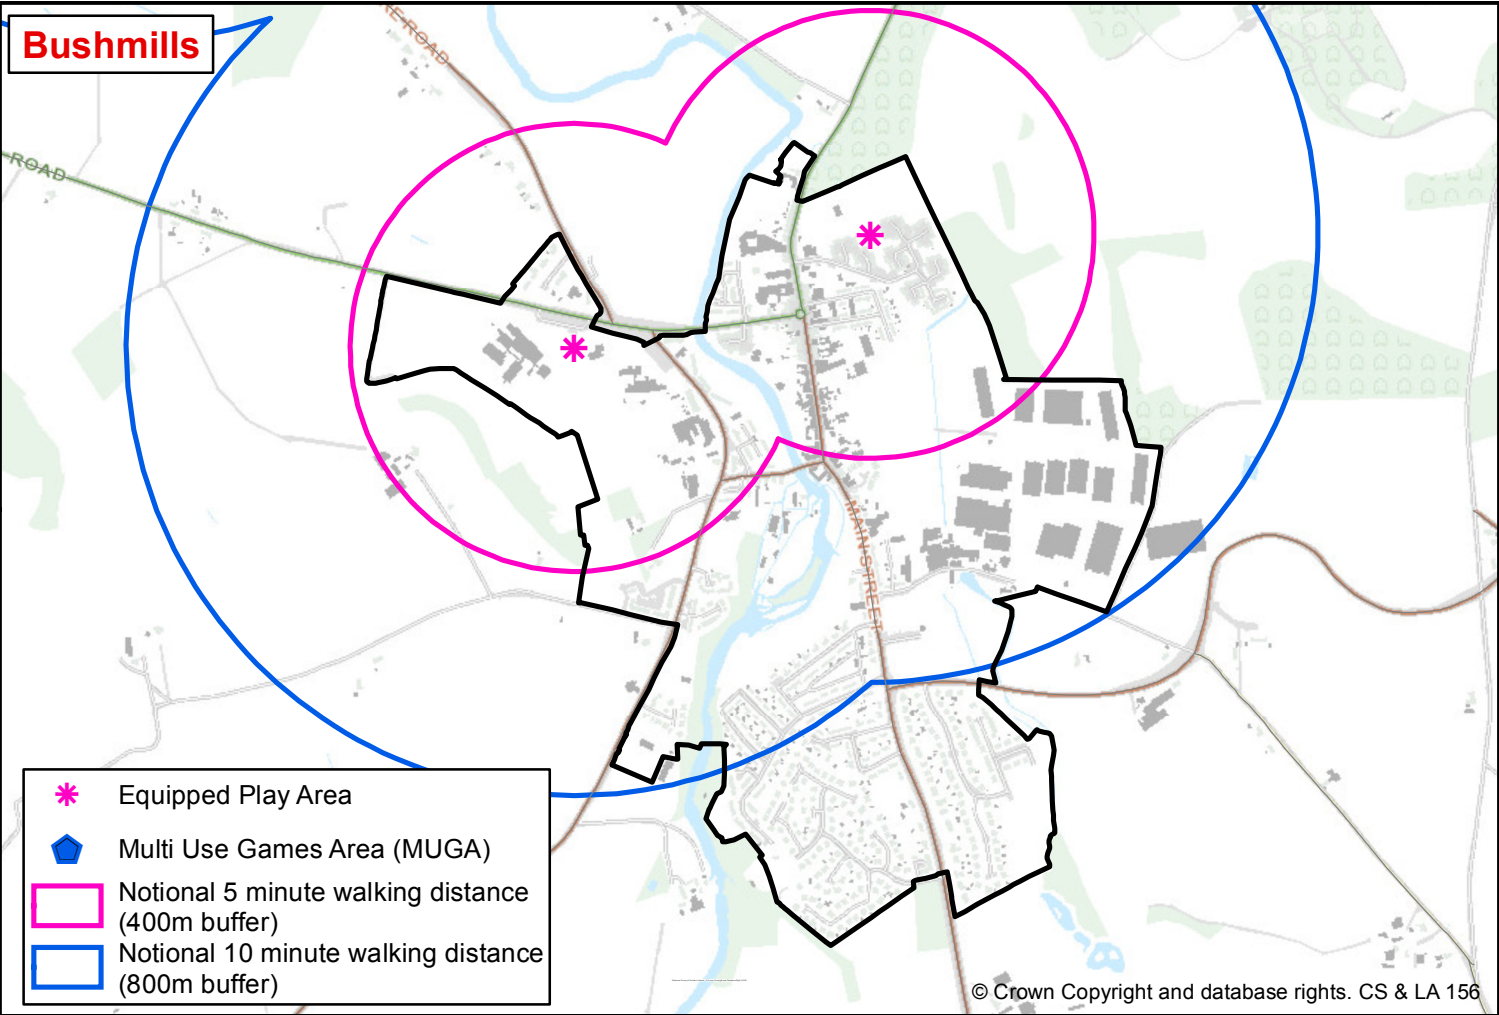 Bushmills
RE ROAD
ROAD
MAIN STREET
Equipped Play Area
Multi Use Games Area (MUGA)
Notional 5 minute walking distance
(400m buffer)
Notional 10 minute walking distance
(800m buffer)
© Crown Copyright and database rights. CS & LA 156